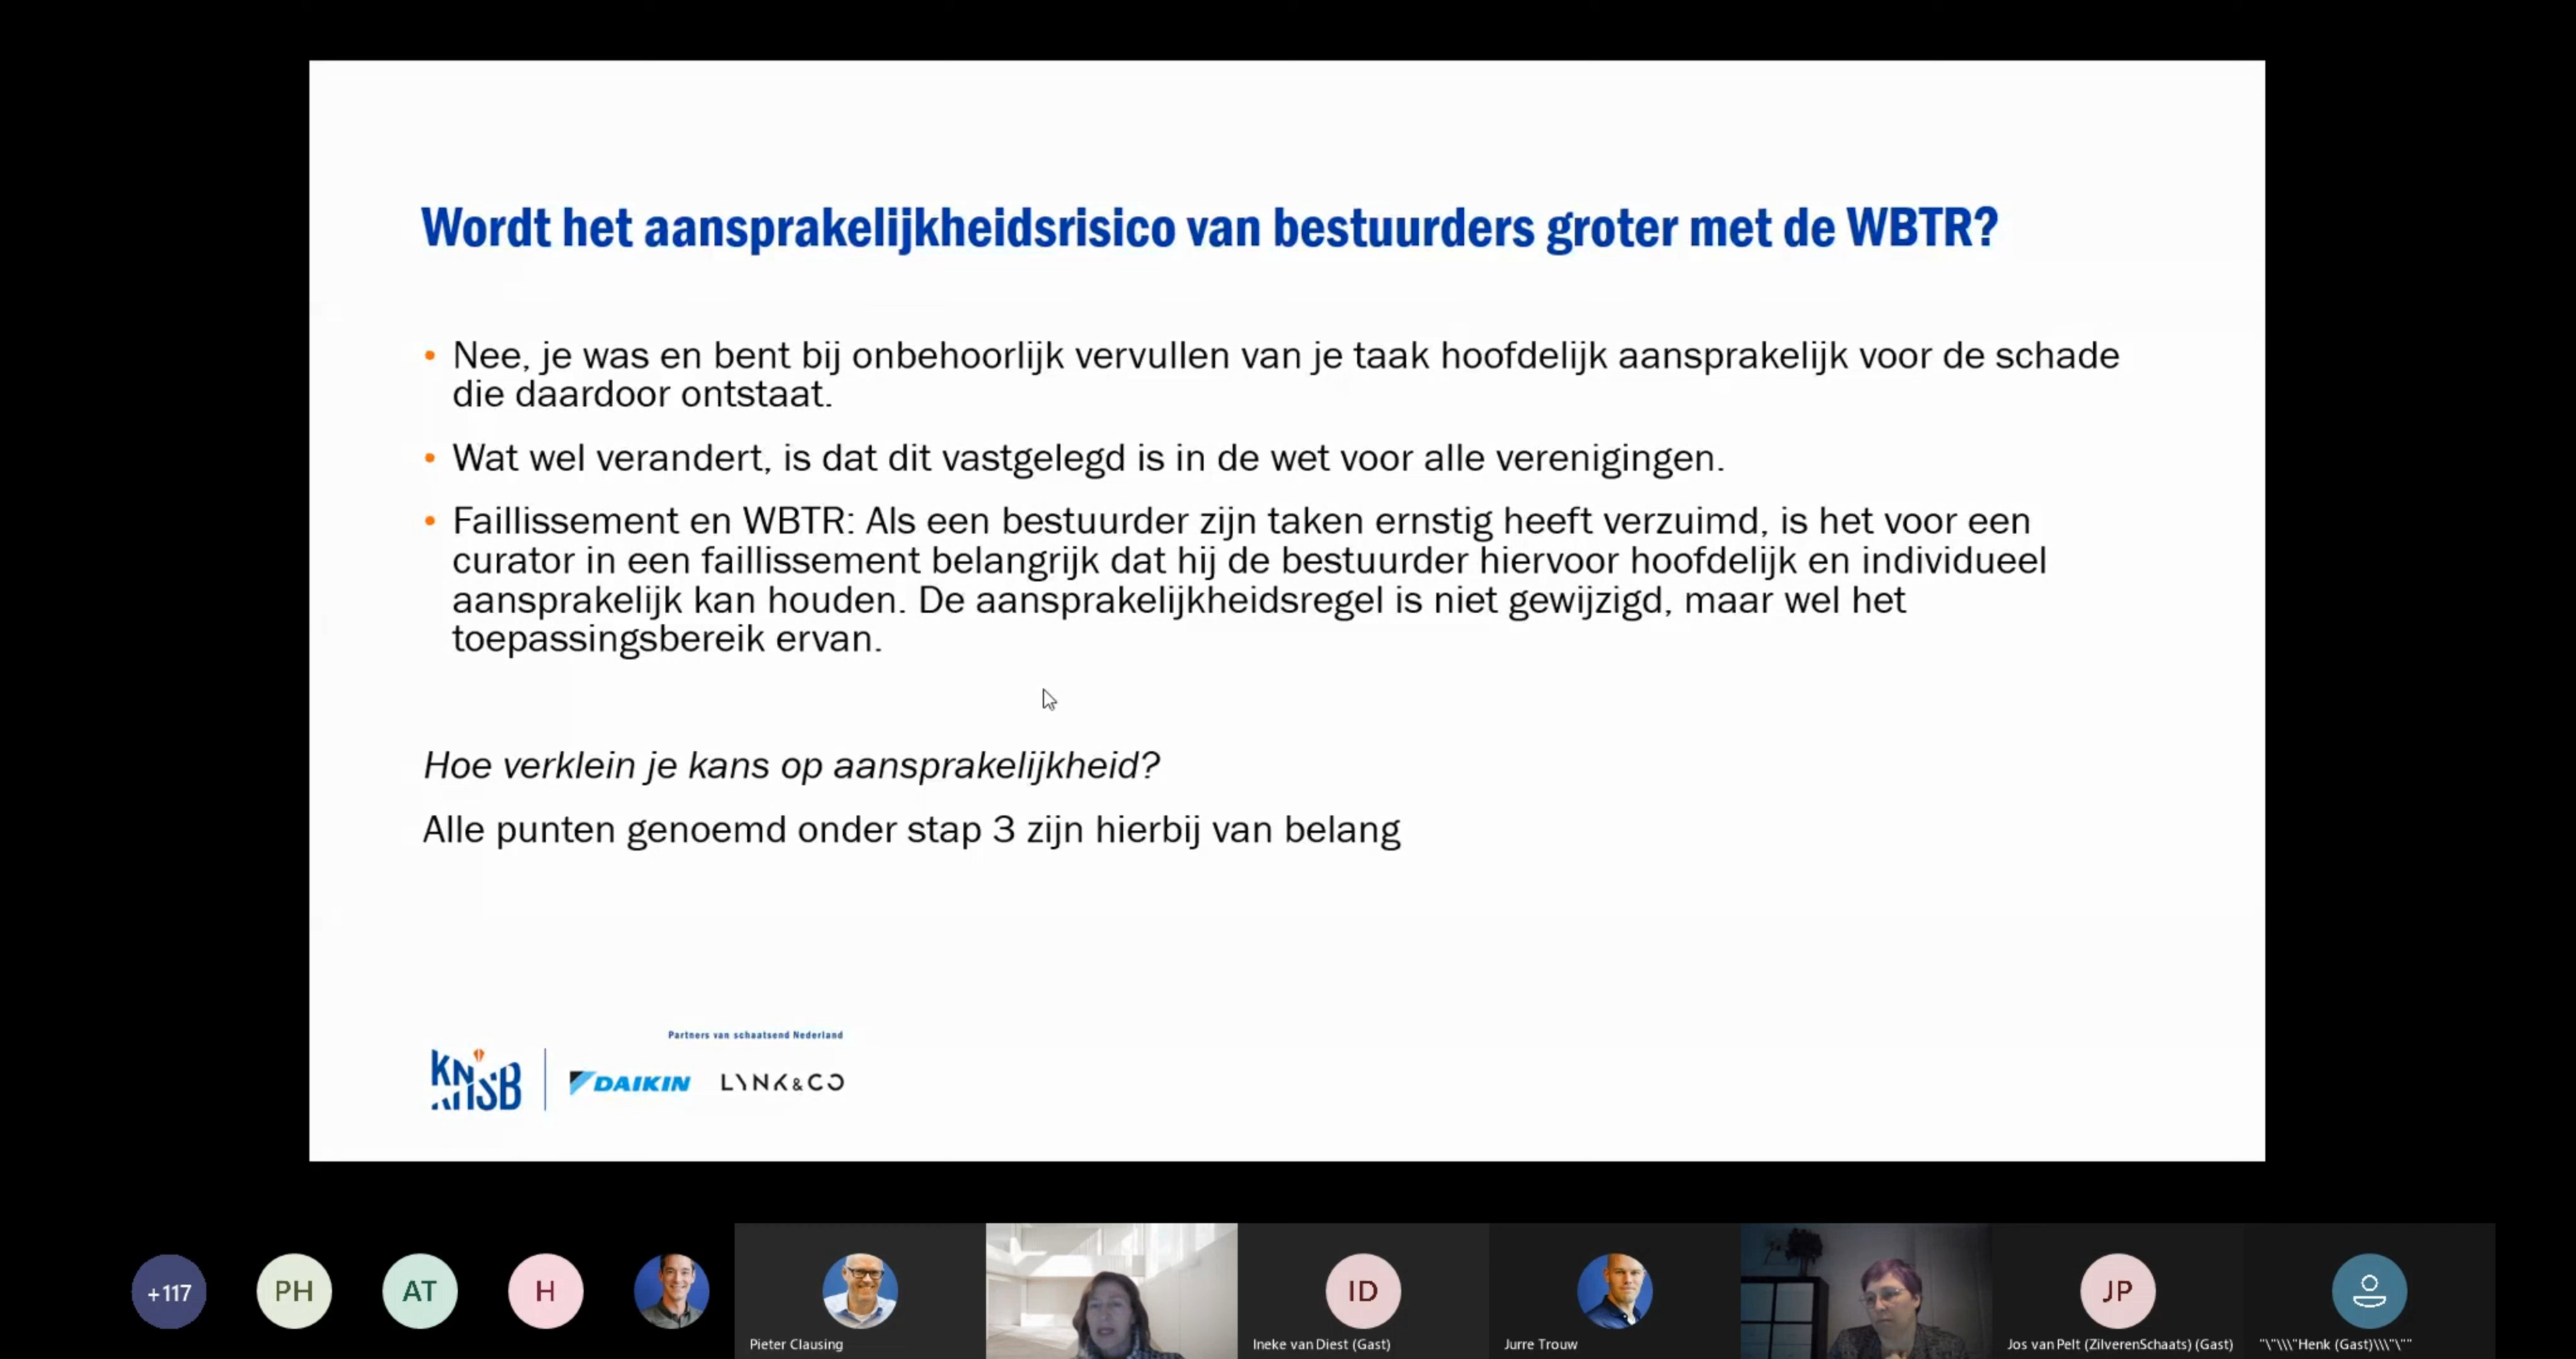 Wordt het aansprakelijkheidsrisico van bestuurders groter met de WBTR?
• Nee, je was en bent bij onbehoorlijk vervullen van je taak hoofdelijk aansprakelijk voor de schade
die daardoor ontstaat.
• Wat wel verandert, is dat dit vastgelegd is in de wet voor alle verenigingen.
• Faillissement en WBTR: Als een bestuurder zijn taken ernstig heeft verzuimd, is het voor een
curator in een faillissement belangrijk dat hij de bestuurder hiervoor hoofdelijk en individueel
aansprakelijk kan houden. De aansprakelijkheidsregel is niet gewijzigd, maar wel het
toepassingsbereik ervan.
Hoe verklein je kans op aansprakelijkheid?
Alle punten genoemd onder stap 3 zijn hierbij van belang
Partners van schaatsend Nederland
KNSB
DAIKIN
LYNK&CO
+117
PH
AT
H
ID
JP
Pieter Clausing
Ineke van Diest (Gast)
Jurre Trouw
Jos van Pelt (ZilverenSchaats) (Gast)
"\"\\\"Henk (Gast)\\\\"\""